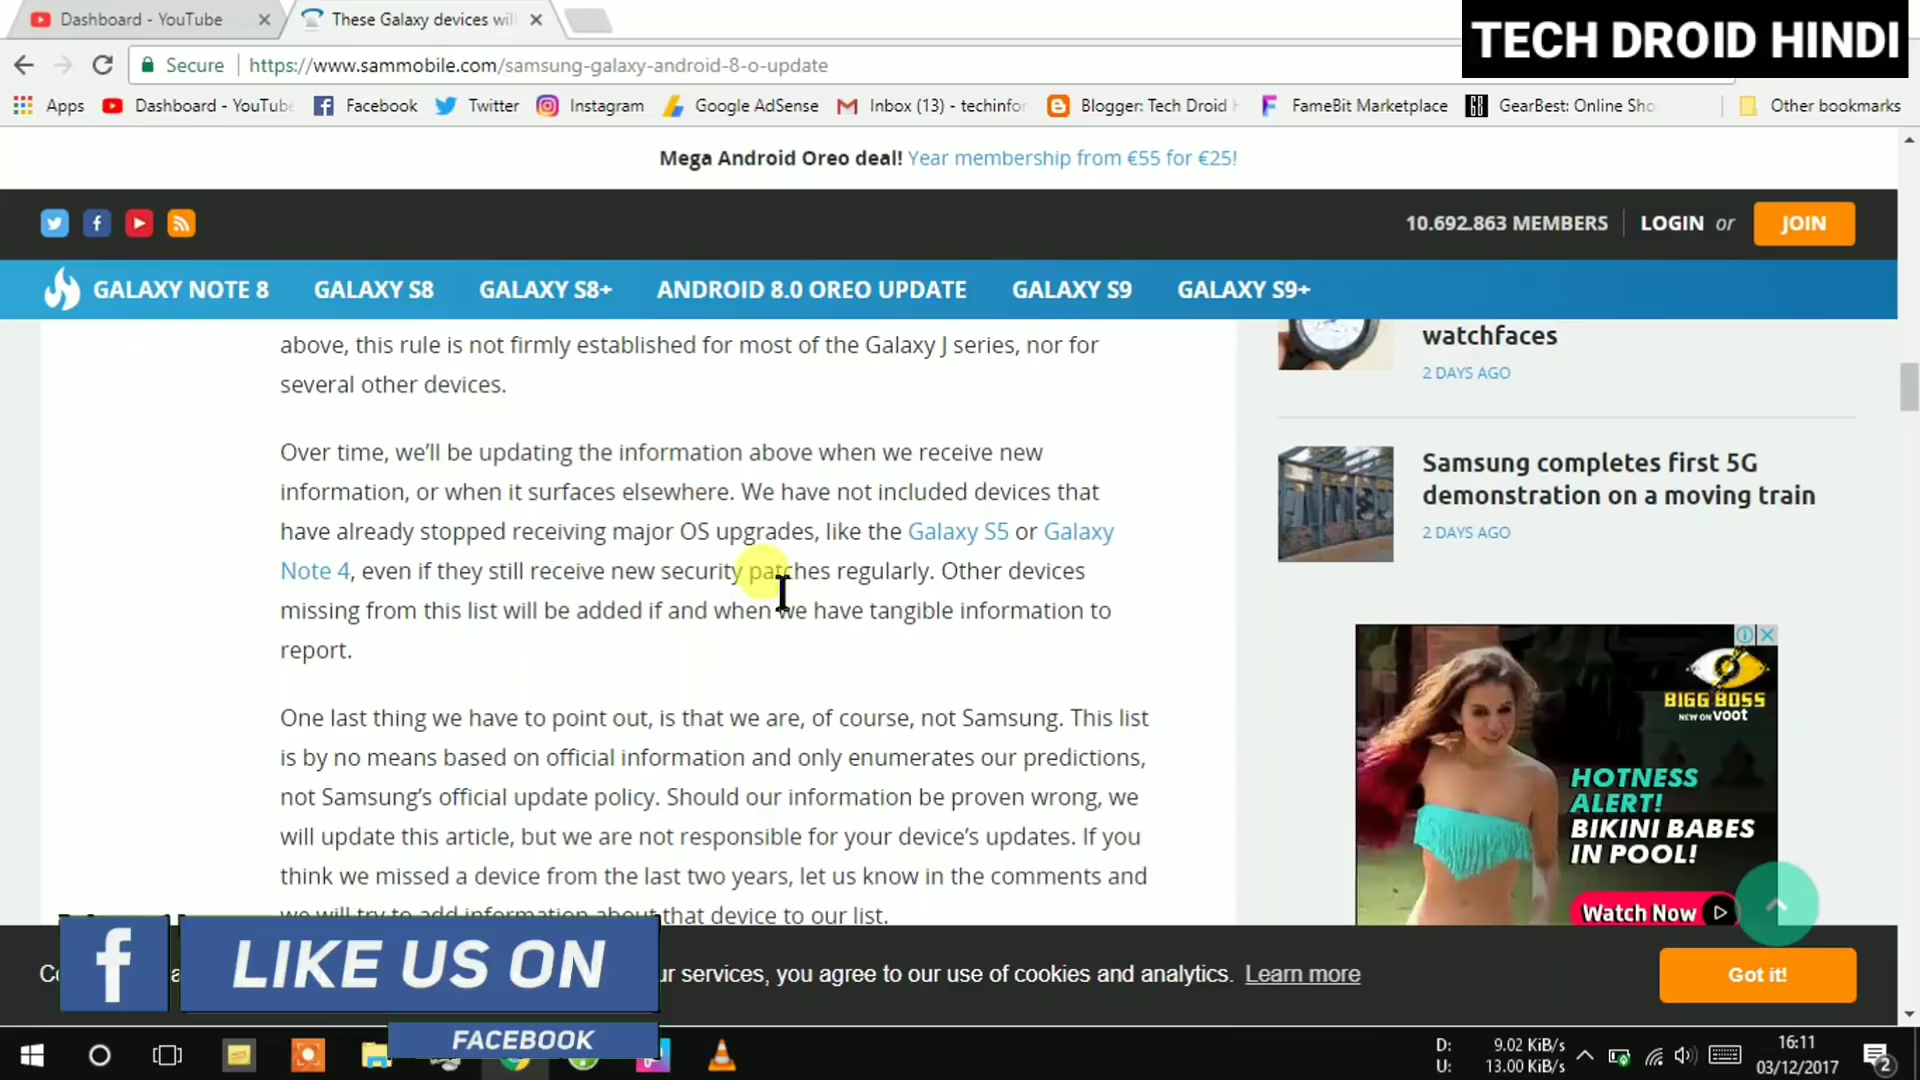 Dashboard - YouTube
These Galaxy devices wil
TECH DROID HINDI
Secure
https://www.sammobile.com/samsung-galaxy-android-8-o-update
Apps
Dashboard - YouTube
Facebook
Twitter
Instagram
Google AdSense
Inbox (13) - techinfor
Blogger: Tech Droid H
FameBit Marketplace
GearBest: Online Sho
Other bookmarks
Mega Android Oreo deal! Year membership from €55 for €25!
10.692.863 MEMBERS
LOGIN or
JOIN
GALAXY NOTE 8
GALAXY S8
GALAXY S8+
ANDROID 8.0 OREO UPDATE
GALAXY S9
GALAXY S9+
above, this rule is not firmly established for most of the Galaxy J series, nor for
several other devices.
Over time, we'll be updating the information above when we receive new
information, or when it surfaces elsewhere. We have not included devices that
have already stopped receiving major OS upgrades, like the Galaxy S5 or Galaxy
Note 4, even if they still receive new security patches regularly. Other devices
missing from this list will be added if and when we have tangible information to
report.
One last thing we have to point out, is that we are, of course, not Samsung. This list
is by no means based on official information and only enumerates our predictions,
not Samsung's official update policy. Should our information be proven wrong, we
will update this article, but we are not responsible for your device's updates. If you
think we missed a device from the last two years, let us know in the comments and
we will try to add information about that device to our list.
watchfaces
2 DAYS AGO
Samsung completes first 5G
demonstration on a moving train
2 DAYS AGO
BIGG BOSS
NEW ON VOOT
HOTNESS
ALERT!
BIKINI BABES
IN POOL!
Watch Now
LIKE US ON
FACEBOOK
services, you agree to our use of cookies and analytics. Learn more
Got it!
D: 9.02 KiB/s
U: 13.00 KiB/s
16:11
03/12/2017
2